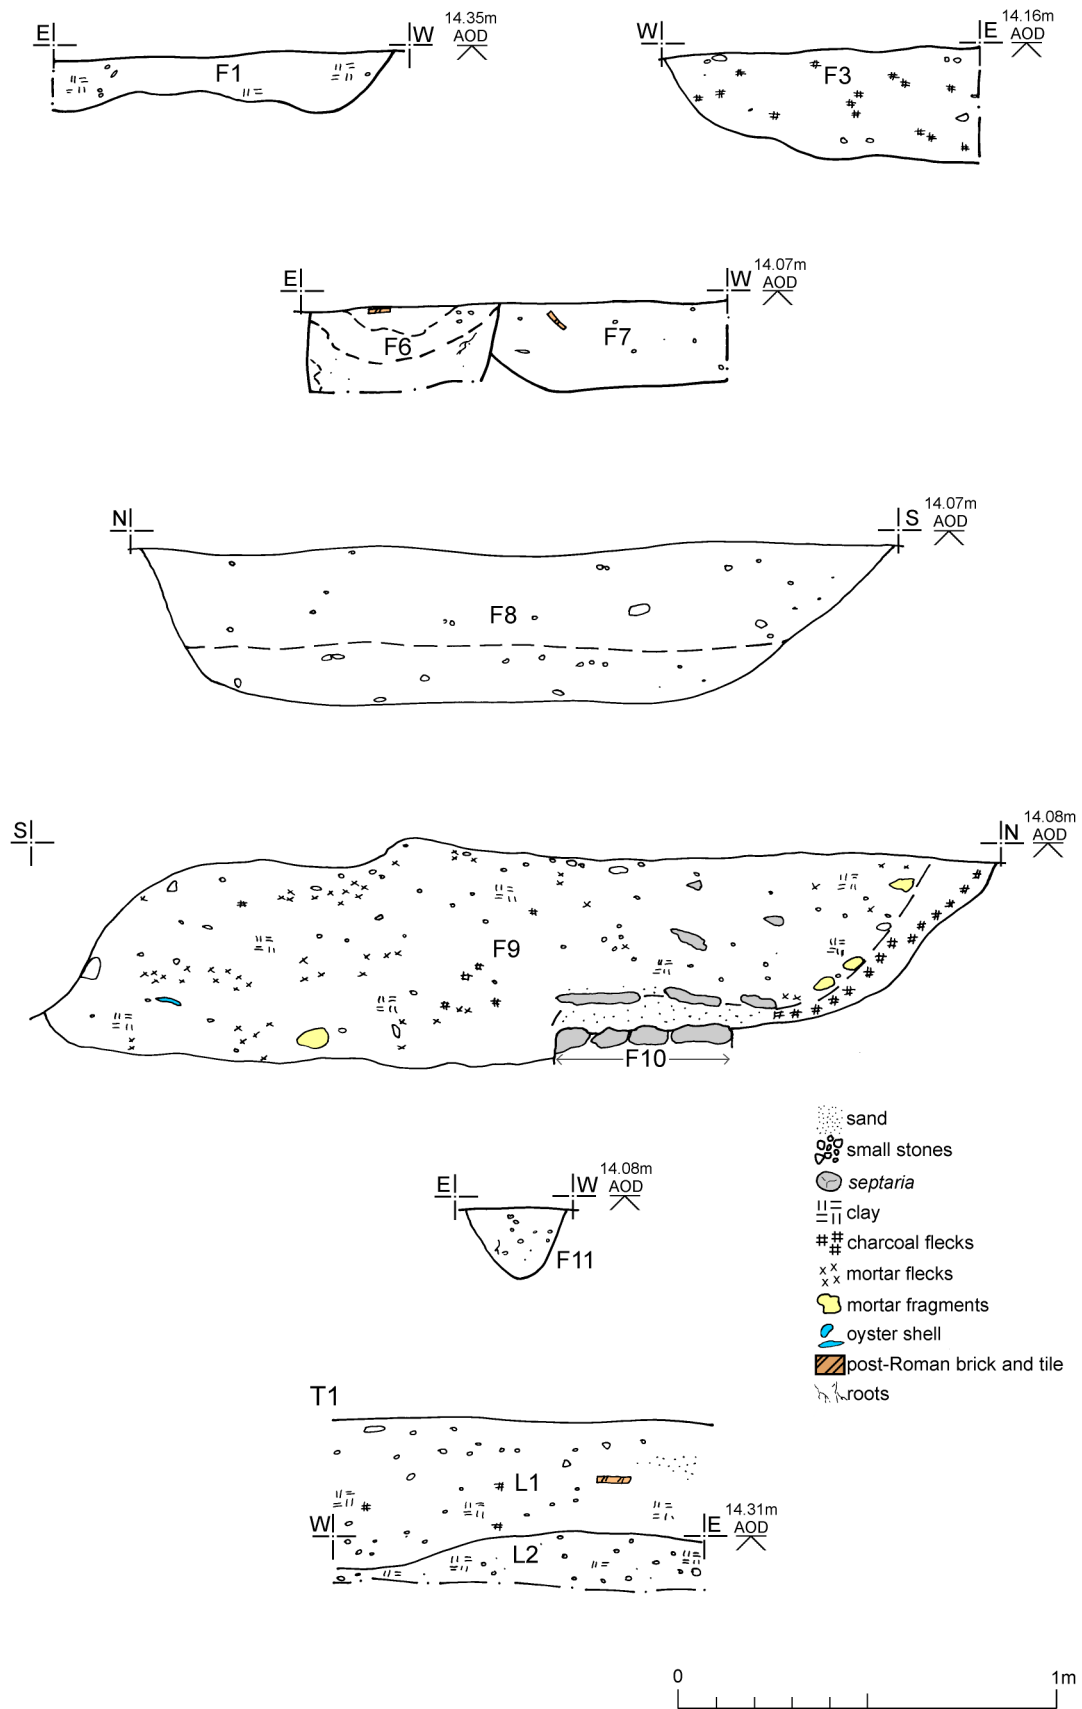 14.35m
E W AOD
F1
14.16m
W E AOD
F3
14.07m
E W AOD
F6 F7
14.07m
N S AOD
F8
14.08m
S N AOD
F9
F10
sand
small stones
septaria
clay
charcoal flecks
mortar flecks
mortar fragments
oyster shell
post-Roman brick and tile
roots
14.08m
E W AOD
F11
T1
L1
14.31m
W E AOD
L2
0 1m